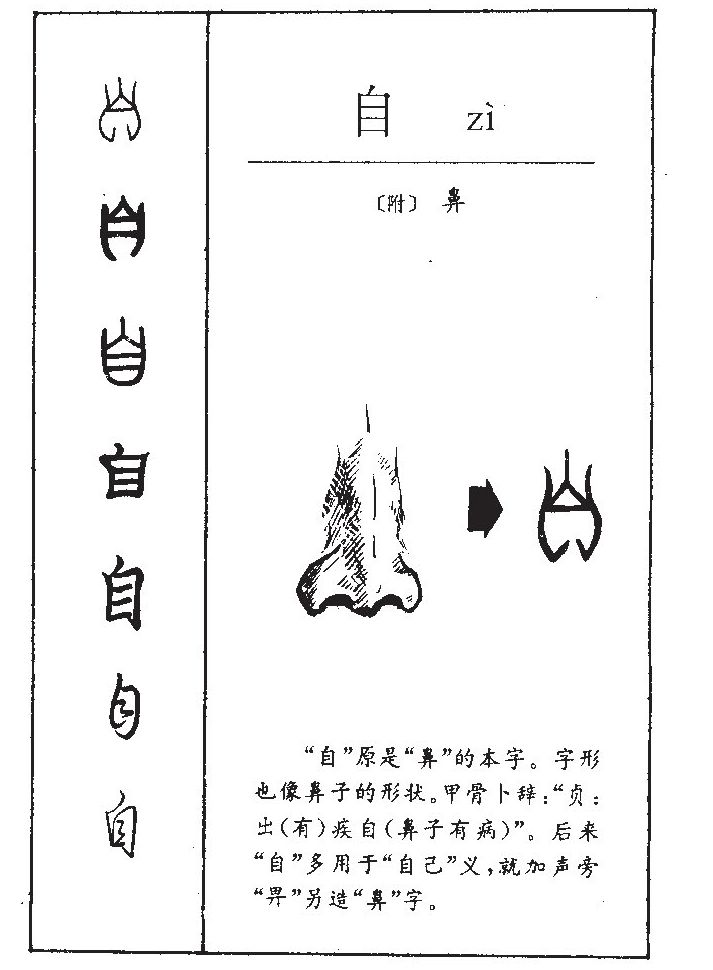 自 zì
〔附〕 鼻
“自”原是“鼻”的本字。字形
也像鼻子的形状。甲骨卜辞:“贞:
出(有)疾自(鼻子有病)”。后来
“自”多用于“自己”义,就加声旁
“畀”另造“鼻”字。